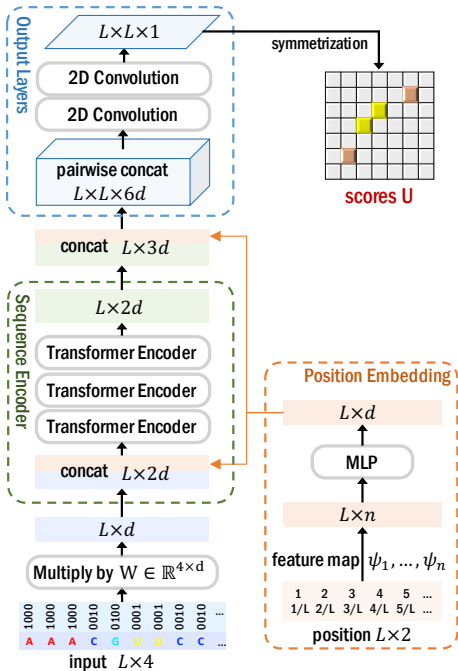 L×L×1
symmetrization
Output Layers
2D Convolution
2D Convolution
pairwise concat
L×L×6d
scores U
concat L×3d
Sequence Encoder
L×2d
Transformer Encoder
Transformer Encoder
Transformer Encoder
concat L×2d
Position Embedding
L×d
MLP
L×n
feature map ψ₁, …, ψₙ
1 2 3 4 5 ...
1/L 2/L 3/L 4/L 5/L ...
position L×2
L×d
Multiply by W ∈ ℝ⁴ˣᵈ
1000 1000 1000 0010 0100 0001 0001 0010 0010 ...
A A A C G U U C C ...
input L×4